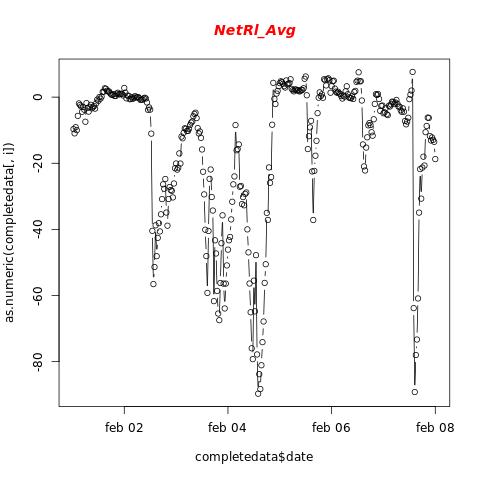 NetRl_Avg
as.numeric(completedata[, i])
0
-20
-40
-60
-80
feb 02
feb 04
feb 06
feb 08
completedata$date